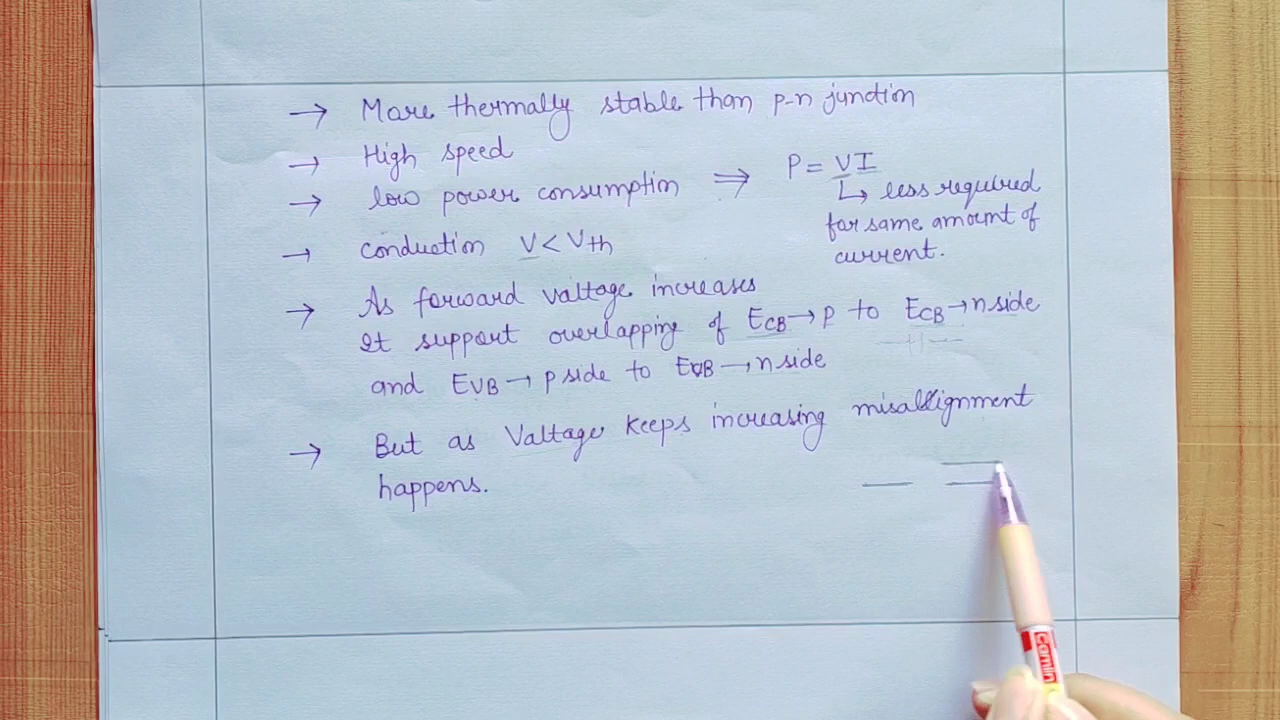 → More thermally stable than p-n junction
→ High speed
→ low power consumption ⇒ P = VI
↳ less required
for same amount of
current.
→ conduction V < Vth
→ As forward voltage increases
It support overlapping of ECB → p to ECB → n side
and EVB → p side to EVB → n side
→ But as Voltage keeps increasing misallignment
happens.
camlin